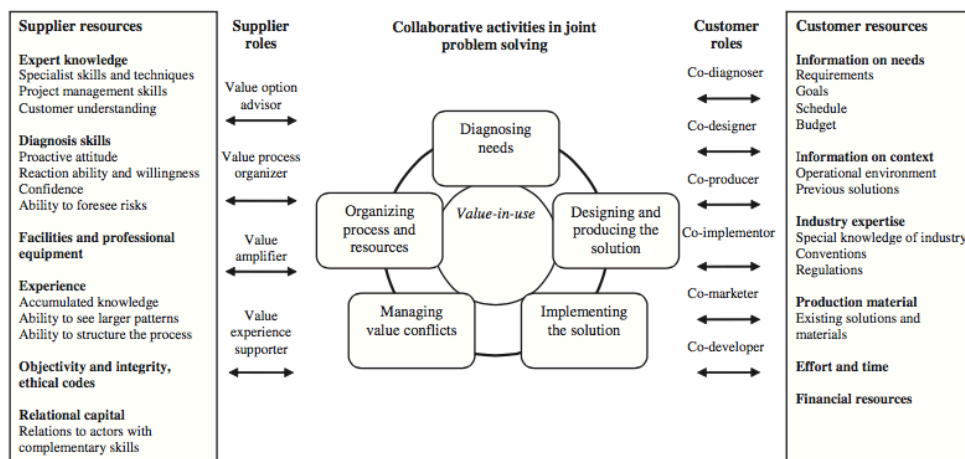 Supplier resources
Expert knowledge
Specialist skills and techniques
Project management skills
Customer understanding
Diagnosis skills
Proactive attitude
Reaction ability and willingness
Confidence
Ability to foresee risks
Facilities and professional
equipment
Experience
Accumulated knowledge
Ability to see larger patterns
Ability to structure the process
Objectivity and integrity,
ethical codes
Relational capital
Relations to actors with
complementary skills
Supplier
roles
Value option
advisor
Value process
organizer
Value
amplifier
Value
experience
supporter
Collaborative activities in joint
problem solving
Diagnosing
needs
Organizing
process and
resources
Value-in-use
Designing and
producing the
solution
Managing
value conflicts
Implementing
the solution
Customer
roles
Co-diagnoser
Co-designer
Co-producer
Co-implementor
Co-marketer
Co-developer
Customer resources
Information on needs
Requirements
Goals
Schedule
Budget
Information on context
Operational environment
Previous solutions
Industry expertise
Special knowledge of industry
Conventions
Regulations
Production material
Existing solutions and
materials
Effort and time
Financial resources